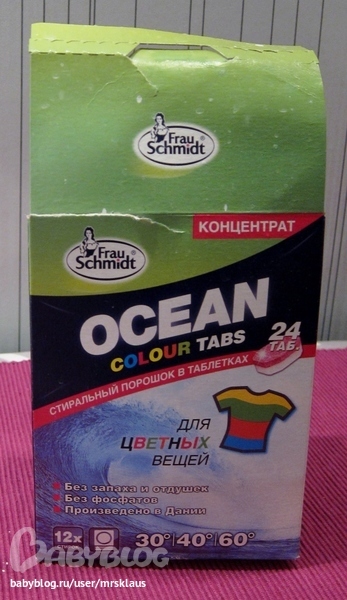 Frau
Schmidt
КОНЦЕНТРАТ
Frau
Schmidt
OCEAN
COLOUR TABS
24
ТАБ.
СТИРАЛЬНЫЙ ПОРОШОК В ТАБЛЕТКАХ
ДЛЯ
ЦВЕТНЫХ
ВЕЩЕЙ
Без запаха и отдушек
Без фосфатов
Произведено в Дании
12x
30° 40° 60°
BABYBLOG
babyblog.ru/user/mrsklaus